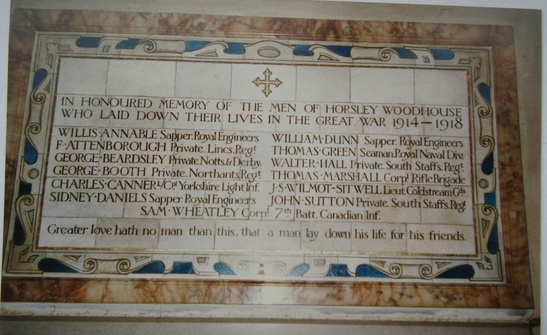 IN HONOURED MEMORY OF THE MEN OF HORSLEY WOODHOUSE
WHO LAID DOWN THEIR LIVES IN THE GREAT WAR 1914—1918
WILLIS·ANNABLE Sapper. Royal Engineers
F·ATTENBOROUGH Private. Lincs. Regt
GEORGE·BEARDSLEY Private. Notts.& Derby.
GEORGE·BOOTH Private. Northants. Regt
CHARLES·CANNER L/Cpl Yorkshire Light Inf.
SIDNEY·DANIELS Sapper. Royal Engineers
WILLIAM·DUNN Sapper. Royal Engineers
THOMAS·GREEN Seaman. Royal Naval Div.
WALTER·HALL Private. South Staffs. Regt
THOMAS·MARSHALL Corpl Rifle Brigade
J·S·WILMOT-SITWELL Lieut. Coldstream Gds
JOHN·SUTTON Private. South Staffs. Regt
SAM·WHEATLEY Corpl 7th Batt. Canadian Inf.
Greater love hath no man than this, that a man lay down his life for his friends.